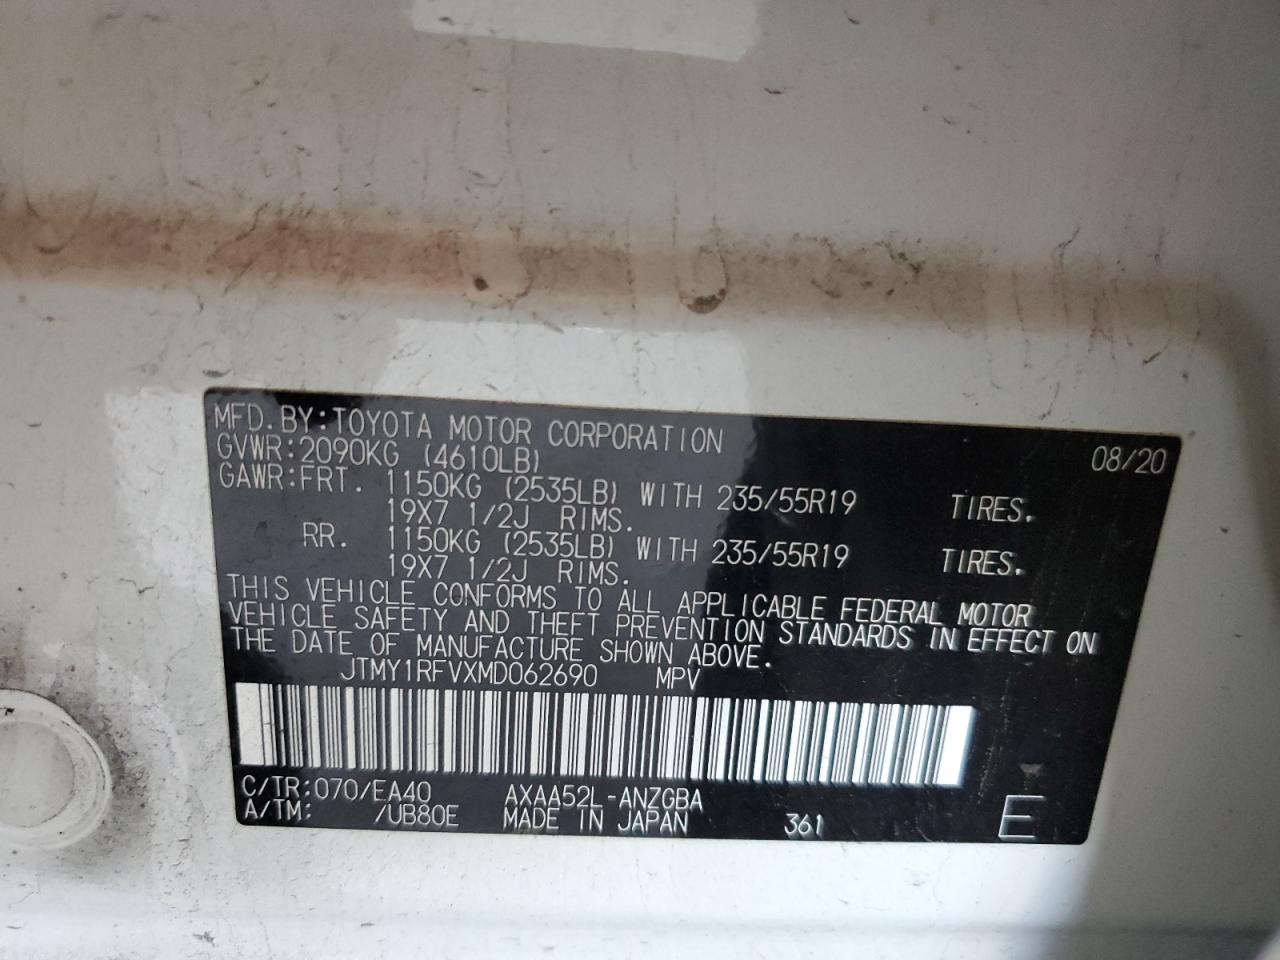 MFD. BY: TOYOTA MOTOR CORPORATION 08/20
GVWR: 2090KG (4610LB)
GAWR: FRT. 1150KG (2535LB) WITH 235/55R19 TIRES.
19X7 1/2J RIMS.
RR. 1150KG (2535LB) WITH 235/55R19 TIRES.
19X7 1/2J RIMS.
THIS VEHICLE CONFORMS TO ALL APPLICABLE FEDERAL MOTOR
VEHICLE SAFETY AND THEFT PREVENTION STANDARDS IN EFFECT ON
THE DATE OF MANUFACTURE SHOWN ABOVE.
JTMY1RFVXMD062690 MPV
C/TR: 070/EA40 AXAA52L-ANZGBA
A/TM: /UB80E MADE IN JAPAN 361 E